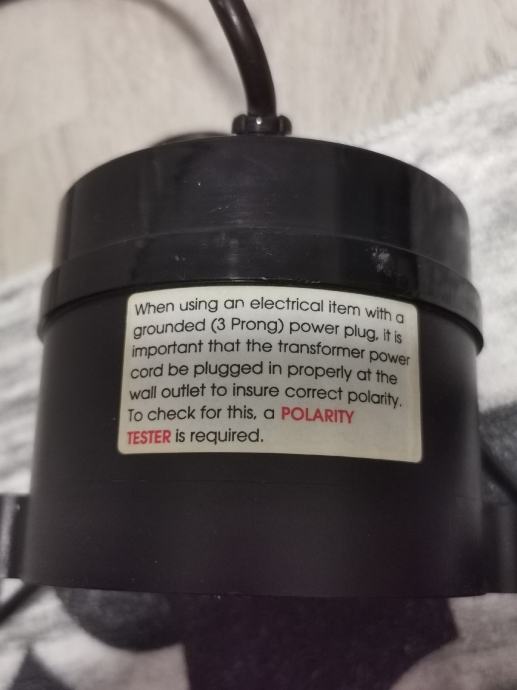 When using an electrical item with a
grounded (3 Prong) power plug, it is
important that the transformer power
cord be plugged in properly at the
wall outlet to insure correct polarity.
To check for this, a POLARITY
TESTER is required.